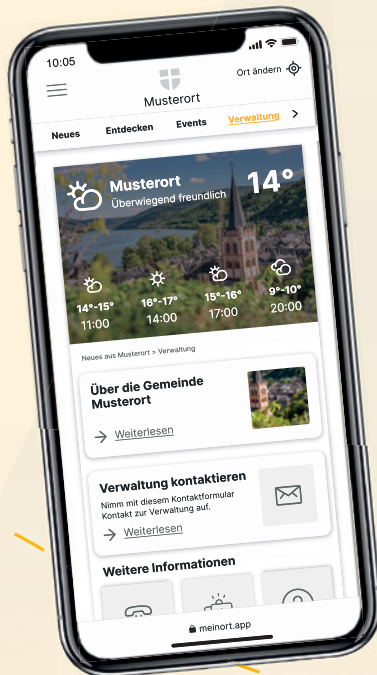 10:05
Ort ändern
Musterort
Neues
Entdecken
Events
Verwaltung
Musterort
Überwiegend freundlich
14°
14°-15°
16°-17°
15°-16°
9°-10°
11:00
14:00
17:00
20:00
Neues aus Musterort > Verwaltung
Über die Gemeinde
Musterort
Weiterlesen
Verwaltung kontaktieren
Nimm mit diesem Kontaktformular
Kontakt zur Verwaltung auf.
Weiterlesen
Weitere Informationen
meinort.app